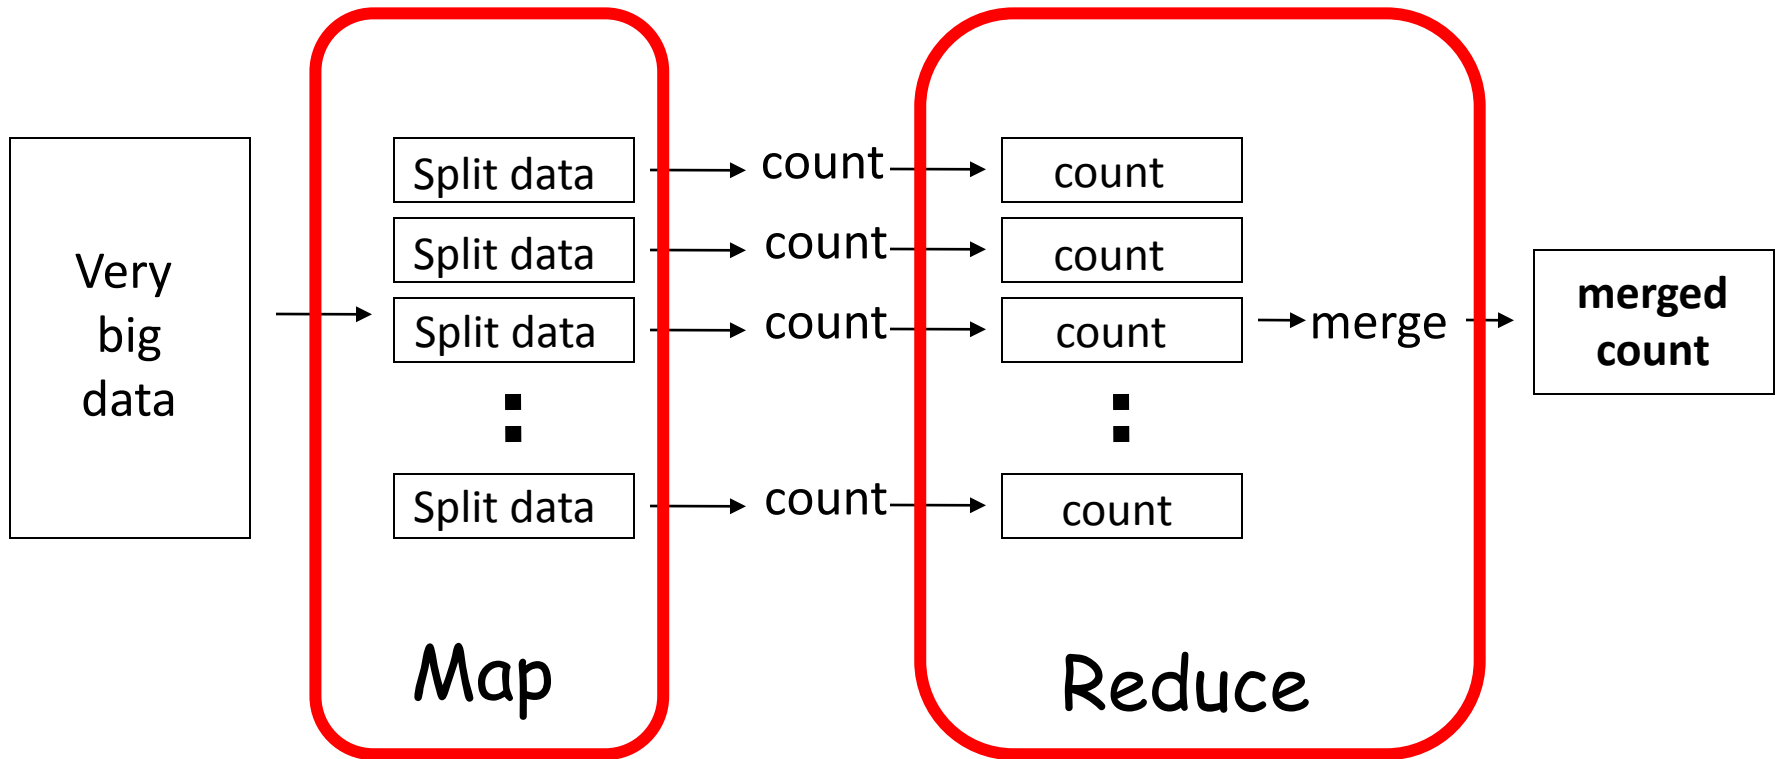 Very
big
data
Split data
Split data
Split data
Split data
Map
count
count
count
count
count
count
count
count
merge
Reduce
merged
count